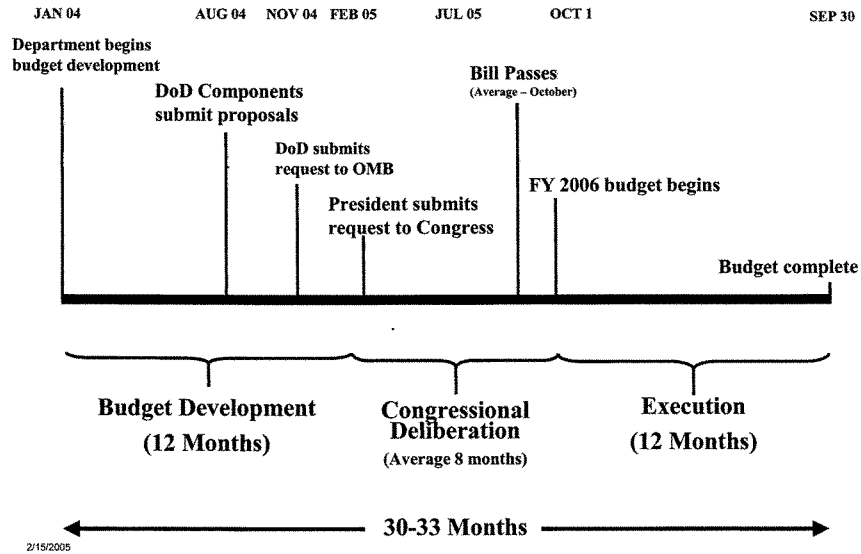 JAN 04 AUG 04 NOV 04 FEB 05 JUL 05 OCT 1 SEP 30
Department begins
budget development
DoD Components
submit proposals
DoD submits
request to OMB
President submits
request to Congress
Bill Passes
(Average – October)
FY 2006 budget begins
Budget complete
Budget Development
(12 Months)
Congressional
Deliberation
(Average 8 months)
Execution
(12 Months)
30-33 Months
2/15/2005